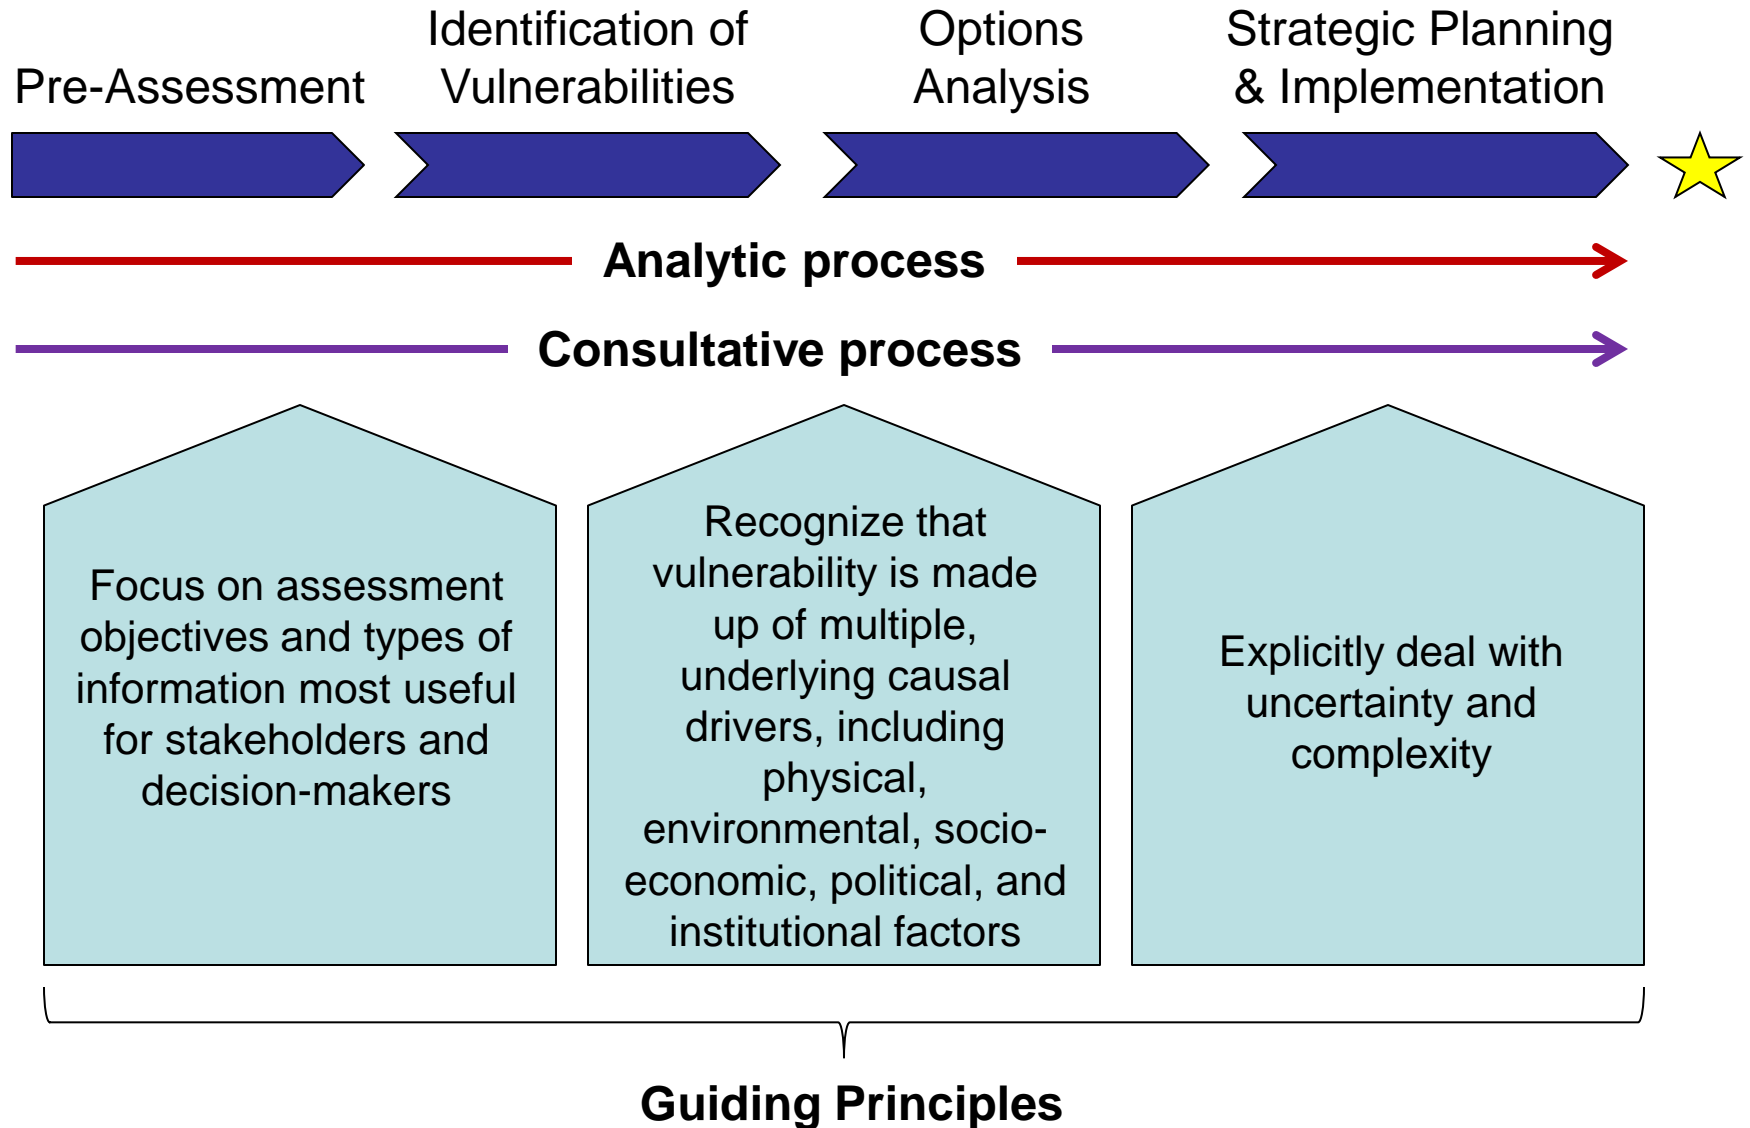 Pre-Assessment
Identification of
Vulnerabilities
Options
Analysis
Strategic Planning
& Implementation
Analytic process
Consultative process
Focus on assessment
objectives and types of
information most useful
for stakeholders and
decision-makers
Recognize that
vulnerability is made
up of multiple,
underlying causal
drivers, including
physical,
environmental, socio-
economic, political, and
institutional factors
Explicitly deal with
uncertainty and
complexity
Guiding Principles